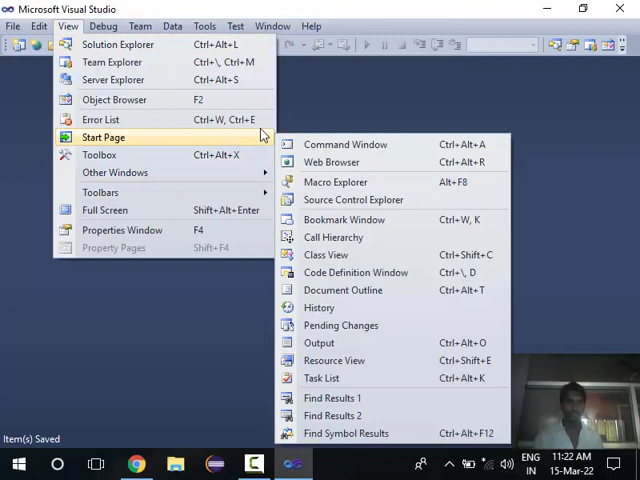 Microsoft Visual Studio
File Edit View Debug Team Data Tools Test Window Help
Solution Explorer Ctrl+Alt+L
Team Explorer Ctrl+\, Ctrl+M
Server Explorer Ctrl+Alt+S
Object Browser F2
Error List Ctrl+W, Ctrl+E
Start Page
Toolbox Ctrl+Alt+X
Other Windows
Toolbars
Full Screen Shift+Alt+Enter
Properties Window F4
Property Pages Shift+F4
Command Window Ctrl+Alt+A
Web Browser Ctrl+Alt+R
Macro Explorer Alt+F8
Source Control Explorer
Bookmark Window Ctrl+W, K
Call Hierarchy
Class View Ctrl+Shift+C
Code Definition Window Ctrl+\, D
Document Outline Ctrl+Alt+T
History
Pending Changes
Output Ctrl+Alt+O
Resource View Ctrl+Shift+E
Task List Ctrl+Alt+K
Find Results 1
Find Results 2
Find Symbol Results Ctrl+Alt+F12
Item(s) Saved
ENG 11:22 AM
IN 15-Mar-22